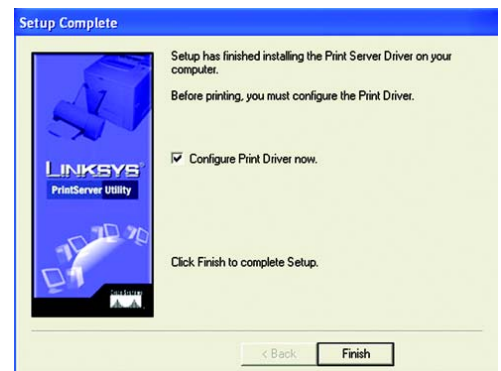 Setup Complete
Setup has finished installing the Print Server Driver on your
computer.
Before printing, you must configure the Print Driver.
LINKSYS®
PrintServer Utility
Configure Print Driver now.
Click Finish to complete Setup.
< Back
Finish